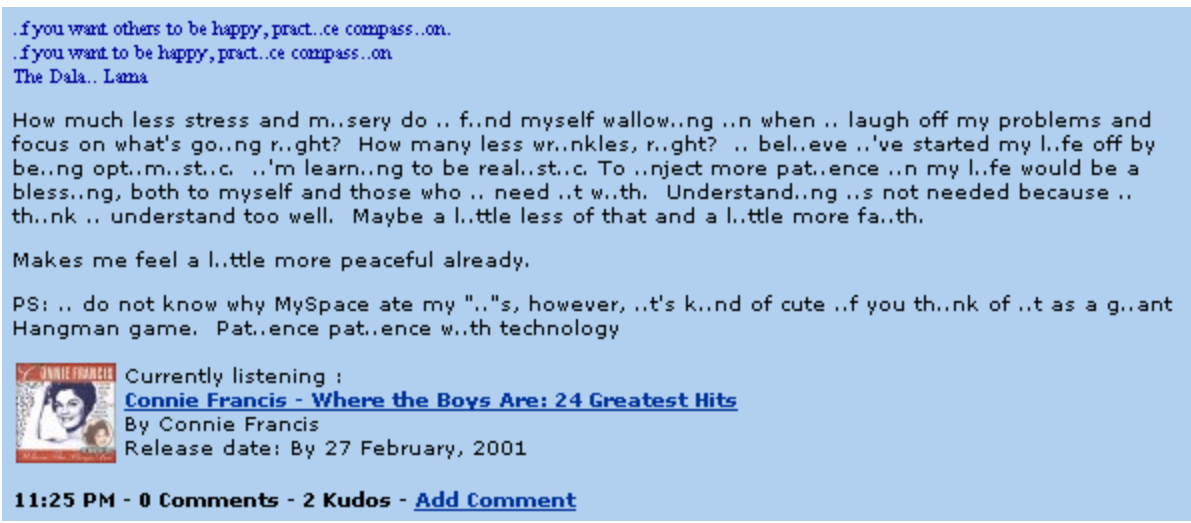 .fyou want others to be happy, pract..ce compass..on.
.fyou want to be happy, pract..ce compass..on
The Dala.. Lama
How much less stress and m..sery do .. f..nd myself wallow..ng ..n when .. laugh off my problems and
focus on what's go..ng r..ght? How many less wr..nkles, r..ght? .. bel..eve ..'ve started my l..fe off by
be..ng opt..m..st..c. ..'m learn..ng to be real..st..c. To ..nject more pat..ence ..n my l..fe would be a
bless..ng, both to myself and those who .. need ..t w..th. Understand..ng ..s not needed because ..
th..nk .. understand too well. Maybe a l..ttle less of that and a l..ttle more fa..th.
Makes me feel a l..ttle more peaceful already.
PS: .. do not know why MySpace ate my ".."s, however, ..t's k..nd of cute ..f you th..nk of ..t as a g..ant
Hangman game. Pat..ence pat..ence w..th technology
CONNIE FRANCIS
Currently listening :
Connie Francis - Where the Boys Are: 24 Greatest Hits
By Connie Francis
Release date: By 27 February, 2001
11:25 PM - 0 Comments - 2 Kudos - Add Comment